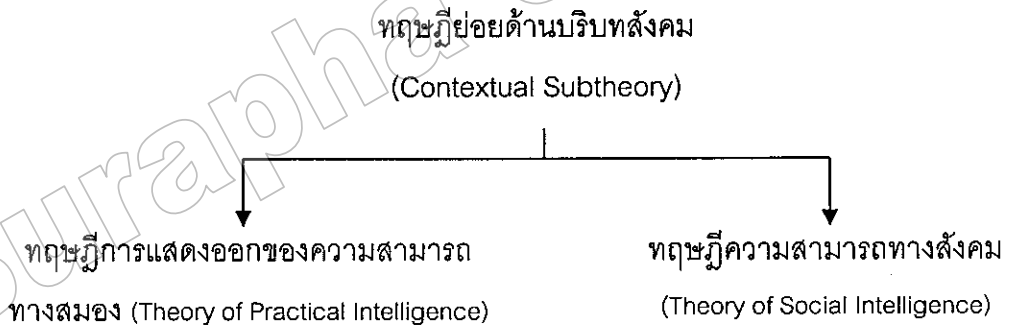 ทฤษฎีย่อยด้านบริบทสังคม
(Contextual Subtheory)
ทฤษฎีการแสดงออกของความสามารถ
ทางสมอง (Theory of Practical Intelligence)
ทฤษฎีความสามารถทางสังคม
(Theory of Social Intelligence)